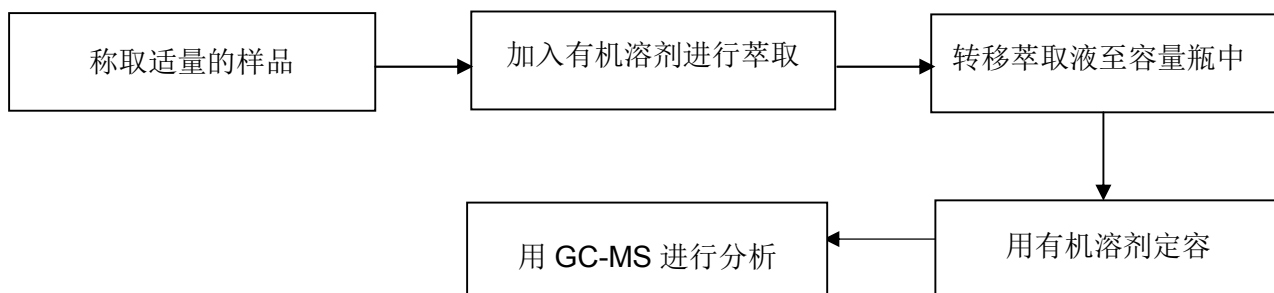 称取适量的样品
加入有机溶剂进行萃取
转移萃取液至容量瓶中
用有机溶剂定容
用 GC-MS 进行分析